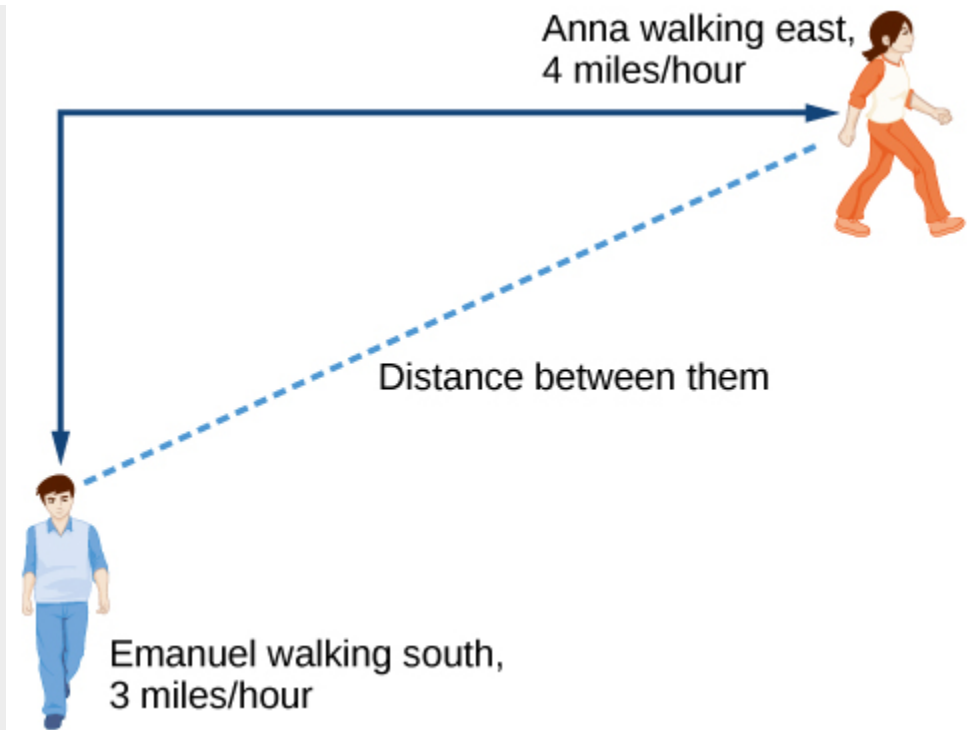 Anna walking east,
4 miles/hour
Distance between them
Emanuel walking south,
3 miles/hour